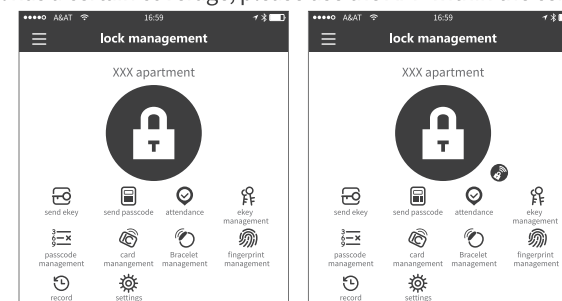 A&AT 16:59
lock management
XXX apartment
T
send ekey send passcode attendance ekey management
passcode management card manangement Bracelet management fingerprint management
record settings
A&AT 16:59
lock management
XXX apartment
T
send ekey send passcode attendance ekey management
passcode management card manangement Bracelet management fingerprint management
record settings